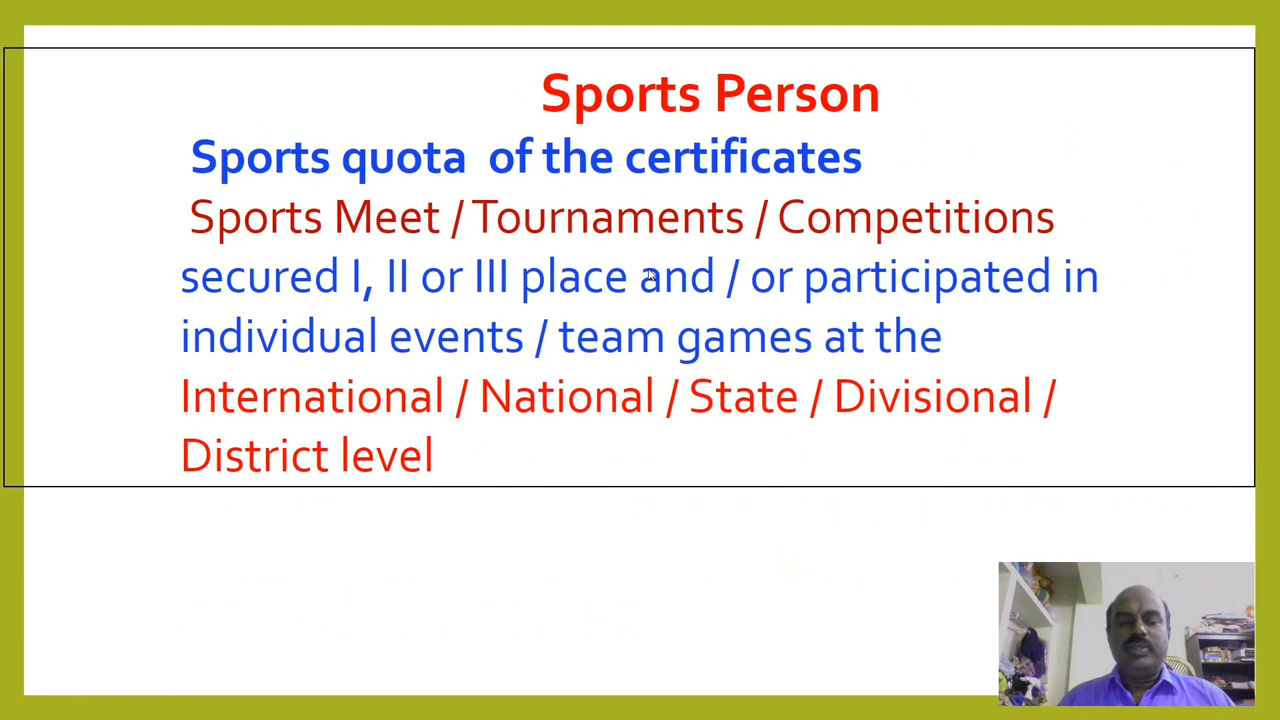 Sports Person
Sports quota of the certificates
Sports Meet / Tournaments / Competitions
secured I, II or III place and / or participated in
individual events / team games at the
International / National / State / Divisional /
District level